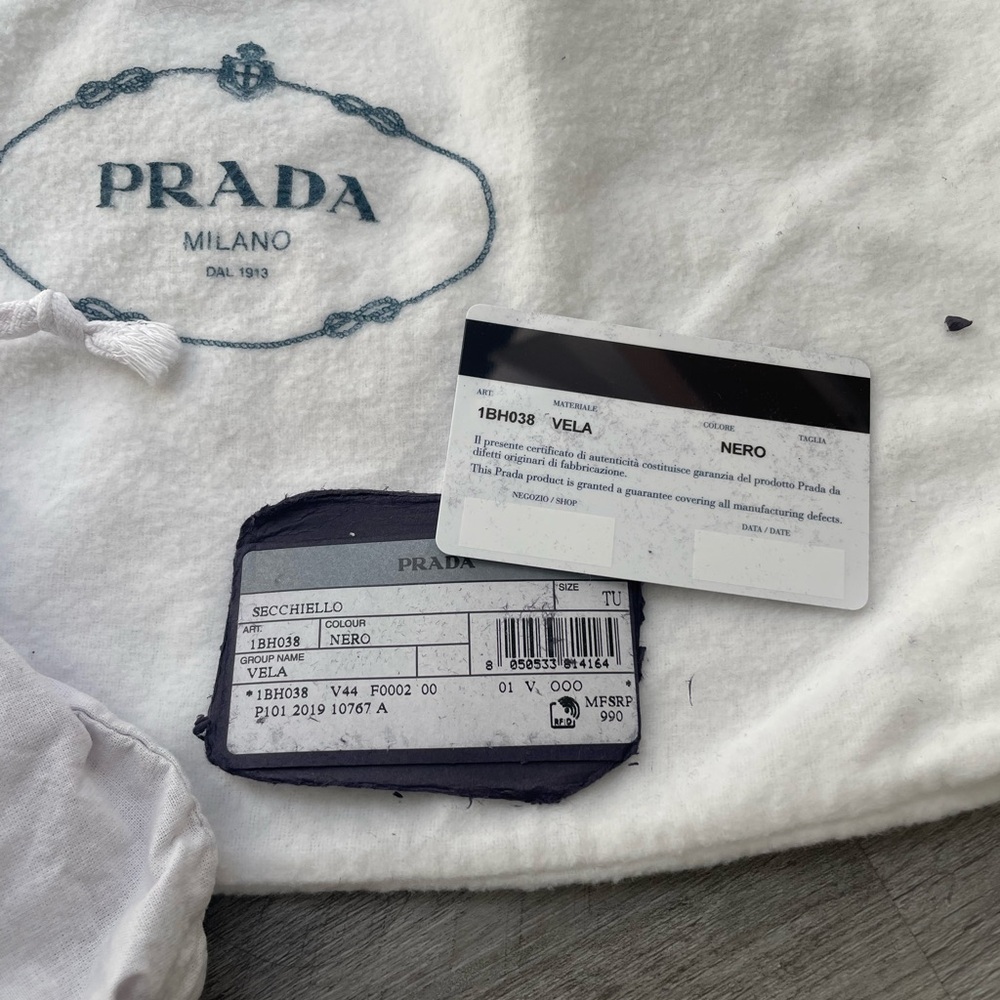 PRADA
MILANO
DAL 1913
ART. MATERIALE COLORE TAGLIA
1BH038 VELA NERO
Il presente certificato di autenticità costituisce garanzia del prodotto Prada da
difetti originari di fabbricazione.
This Prada product is granted a guarantee covering all manufacturing defects.
NEGOZIO / SHOP DATA / DATE
PRADA
SECCHIELLO SIZE TU
ART. COLOUR
1BH038 NERO
GROUP NAME
VELA
8 050533 814164
*1BH038 V44 F0002 00 01 V. OOO *
P101 2019 10767 A RFID MFSRP
990